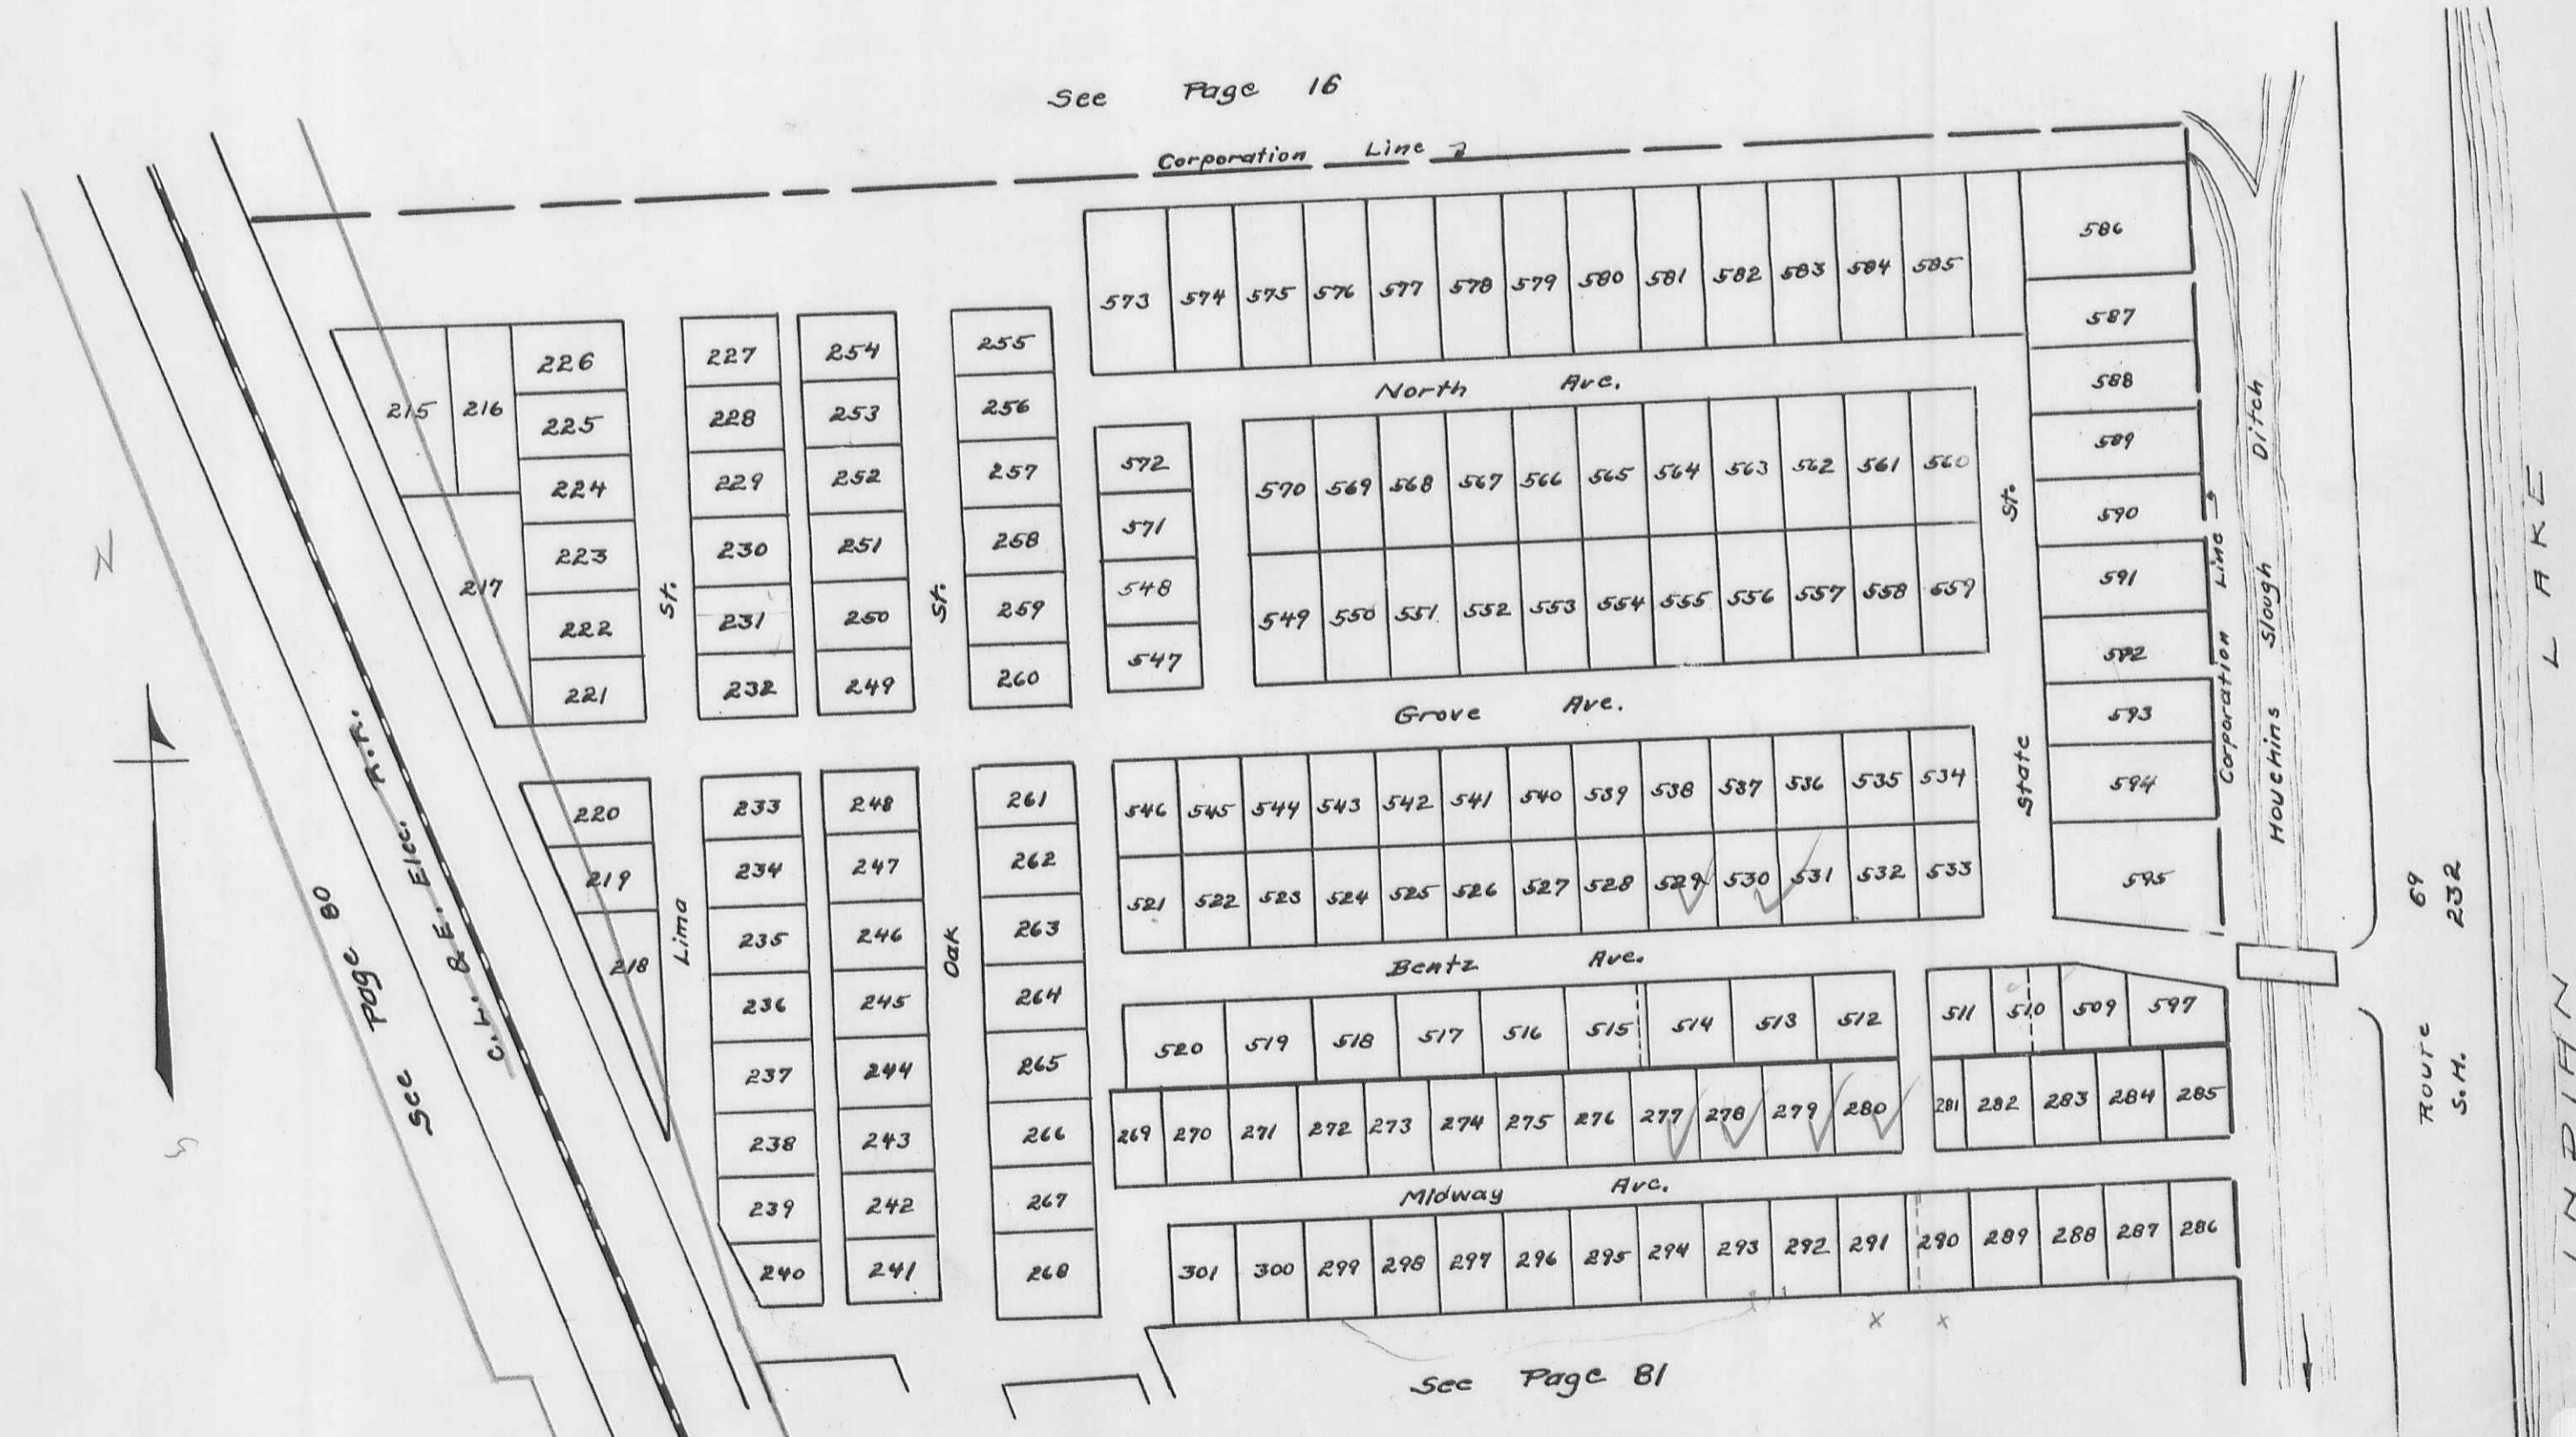 See Page 16
Corporation Line
573 574 575 576 577 578 579 580 581 582 583 584 585
586
587
588
589
590
591
592
593
594
595
North Ave.
215 216
217
226
225
224
223
222
221
St.
227
228
229
230
231
232
254
253
252
251
250
249
St.
255
256
257
258
259
260
572
571
548
547
570 569 568 567 566 565 564 563 562 561 560
549 550 551 552 553 554 555 556 557 558 559
St.
State
Grove Ave.
220
219
218
Lima
233
234
235
236
237
238
239
240
248
247
246
245
244
243
242
241
Oak
261
262
263
264
265
266
267
268
546 545 544 543 542 541 540 539 538 537 536 535 534
521 522 523 524 525 526 527 528 529 530 531 532 533
Bentz Ave.
520 519 518 517 516 515 514 513 512
511 510 509 597
269 270 271 272 273 274 275 276 277 278 279 280
281 282 283 284 285
Midway Ave.
301 300 299 298 297 296 295 294 293 292 291 290 289 288 287 286
x x
See Page 81
N
S
See Page 80
C.L. & E. Elec. R.R.
Corporation Line
Houchins Slough Ditch
Route 69
S.H. 232
INDIAN LAKE